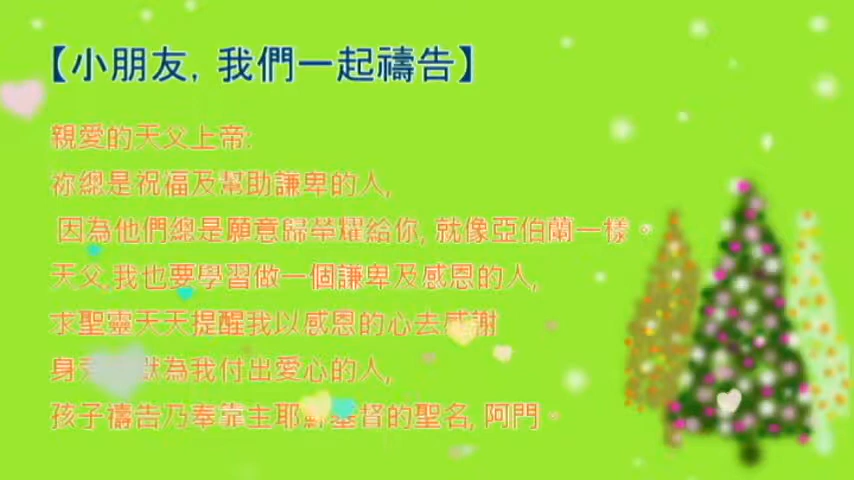 【小朋友, 我們一起禱告】
親愛的天父上帝:
祢總是祝福及幫助謙卑的人,
因為他們總是願意歸榮耀給你, 就像亞伯蘭一樣。
天父,我也要學習做一個謙卑及感恩的人,
求聖靈天天提醒我以感恩的心去感謝
身 默為我付出愛心的人,
孩子禱告乃奉靠主耶穌基督的聖名, 阿門。